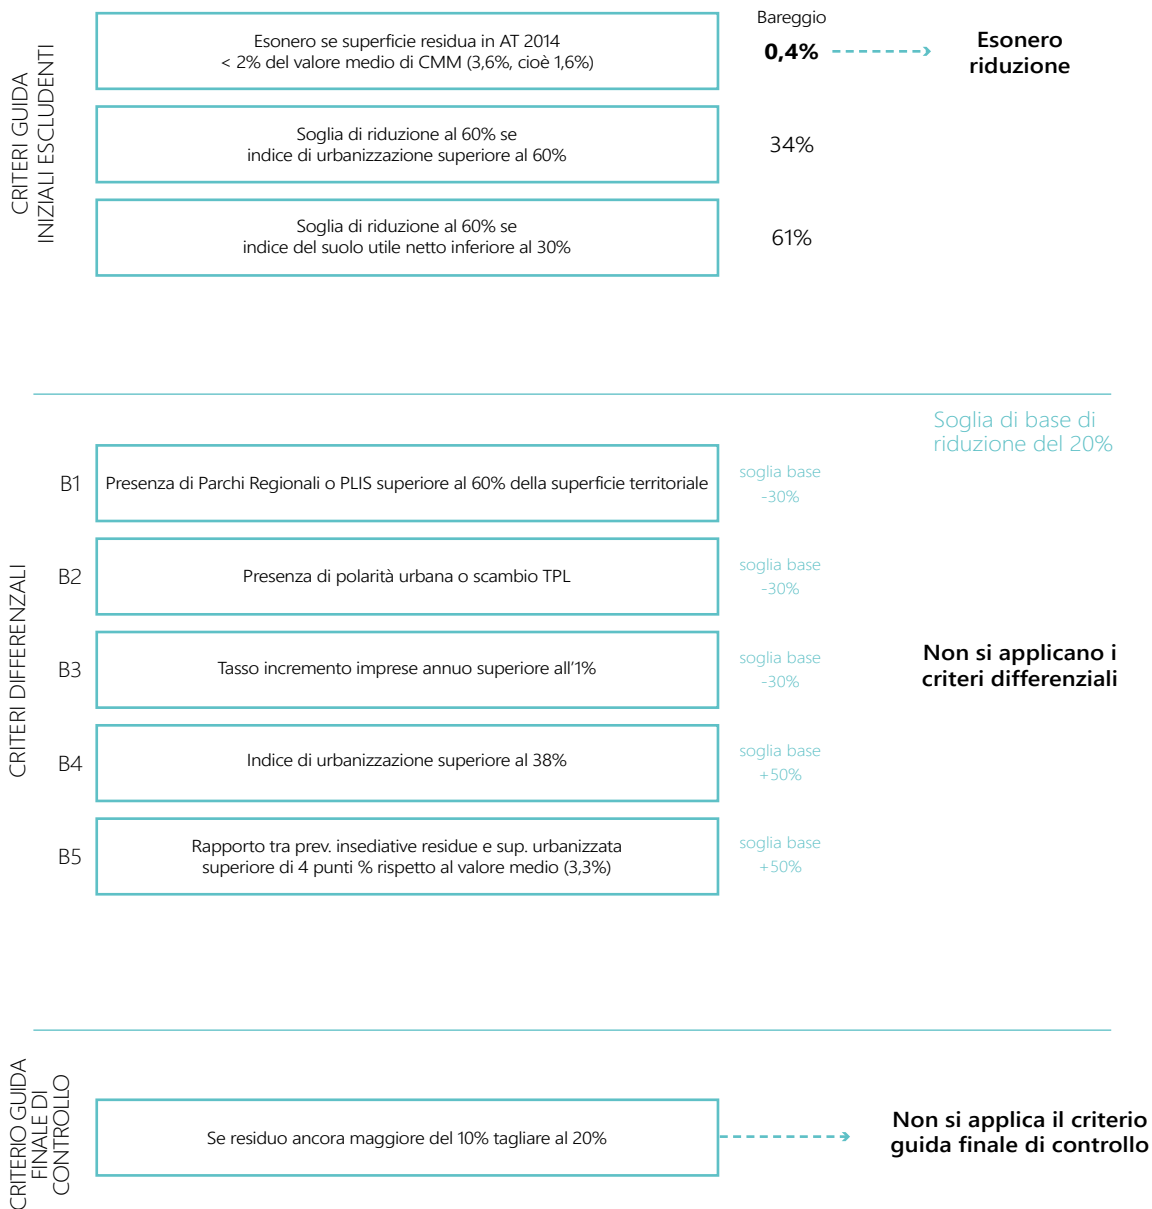 CRITERI GUIDA
INIZIALI ESCLUDENTI
Bareggio
Esonero se superficie residua in AT 2014
< 2% del valore medio di CMM (3,6%, cioè 1,6%)
0,4%
Esonero
riduzione
Soglia di riduzione al 60% se
indice di urbanizzazione superiore al 60%
34%
Soglia di riduzione al 60% se
indice del suolo utile netto inferiore al 30%
61%
Soglia di base di
riduzione del 20%
CRITERI DIFFERENZALI
B1
Presenza di Parchi Regionali o PLIS superiore al 60% della superficie territoriale
soglia base
-30%
B2
Presenza di polarità urbana o scambio TPL
soglia base
-30%
B3
Tasso incremento imprese annuo superiore all'1%
soglia base
-30%
Non si applicano i
criteri differenziali
B4
Indice di urbanizzazione superiore al 38%
soglia base
+50%
B5
Rapporto tra prev. insediative residue e sup. urbanizzata
superiore di 4 punti % rispetto al valore medio (3,3%)
soglia base
+50%
CRITERIO GUIDA
FINALE DI
CONTROLLO
Se residuo ancora maggiore del 10% tagliare al 20%
Non si applica il criterio
guida finale di controllo